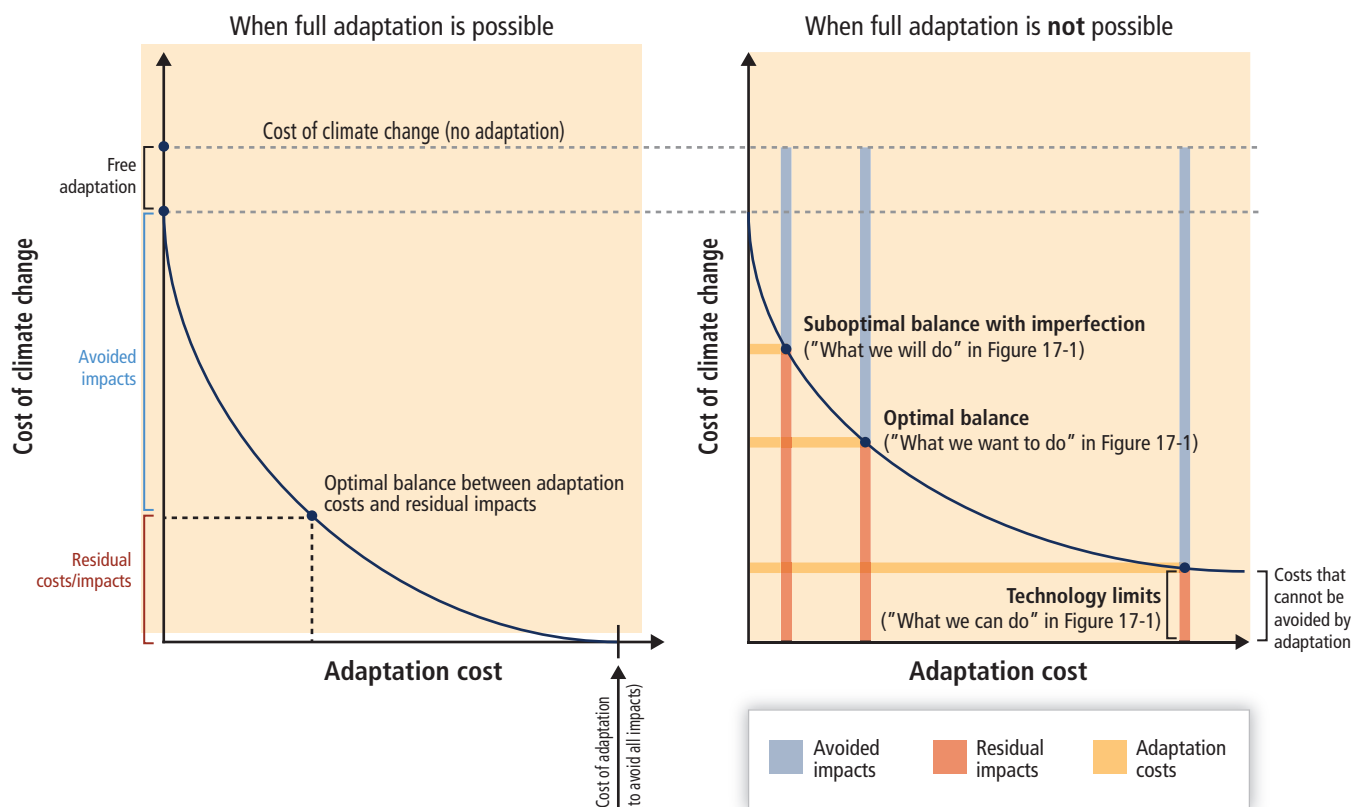 When full adaptation is possible
Cost of climate change (no adaptation)
Free
adaptation
Cost of climate change
Avoided
impacts
Optimal balance between adaptation
costs and residual impacts
Residual
costs/impacts
Adaptation cost
Cost of adaptation
to avoid all impacts)
When full adaptation is not possible
Cost of climate change
Suboptimal balance with imperfection
("What we will do" in Figure 17-1)
Optimal balance
("What we want to do" in Figure 17-1)
Technology limits
("What we can do" in Figure 17-1)
Costs that
cannot be
avoided by
adaptation
Adaptation cost
Avoided
impacts
Residual
impacts
Adaptation
costs